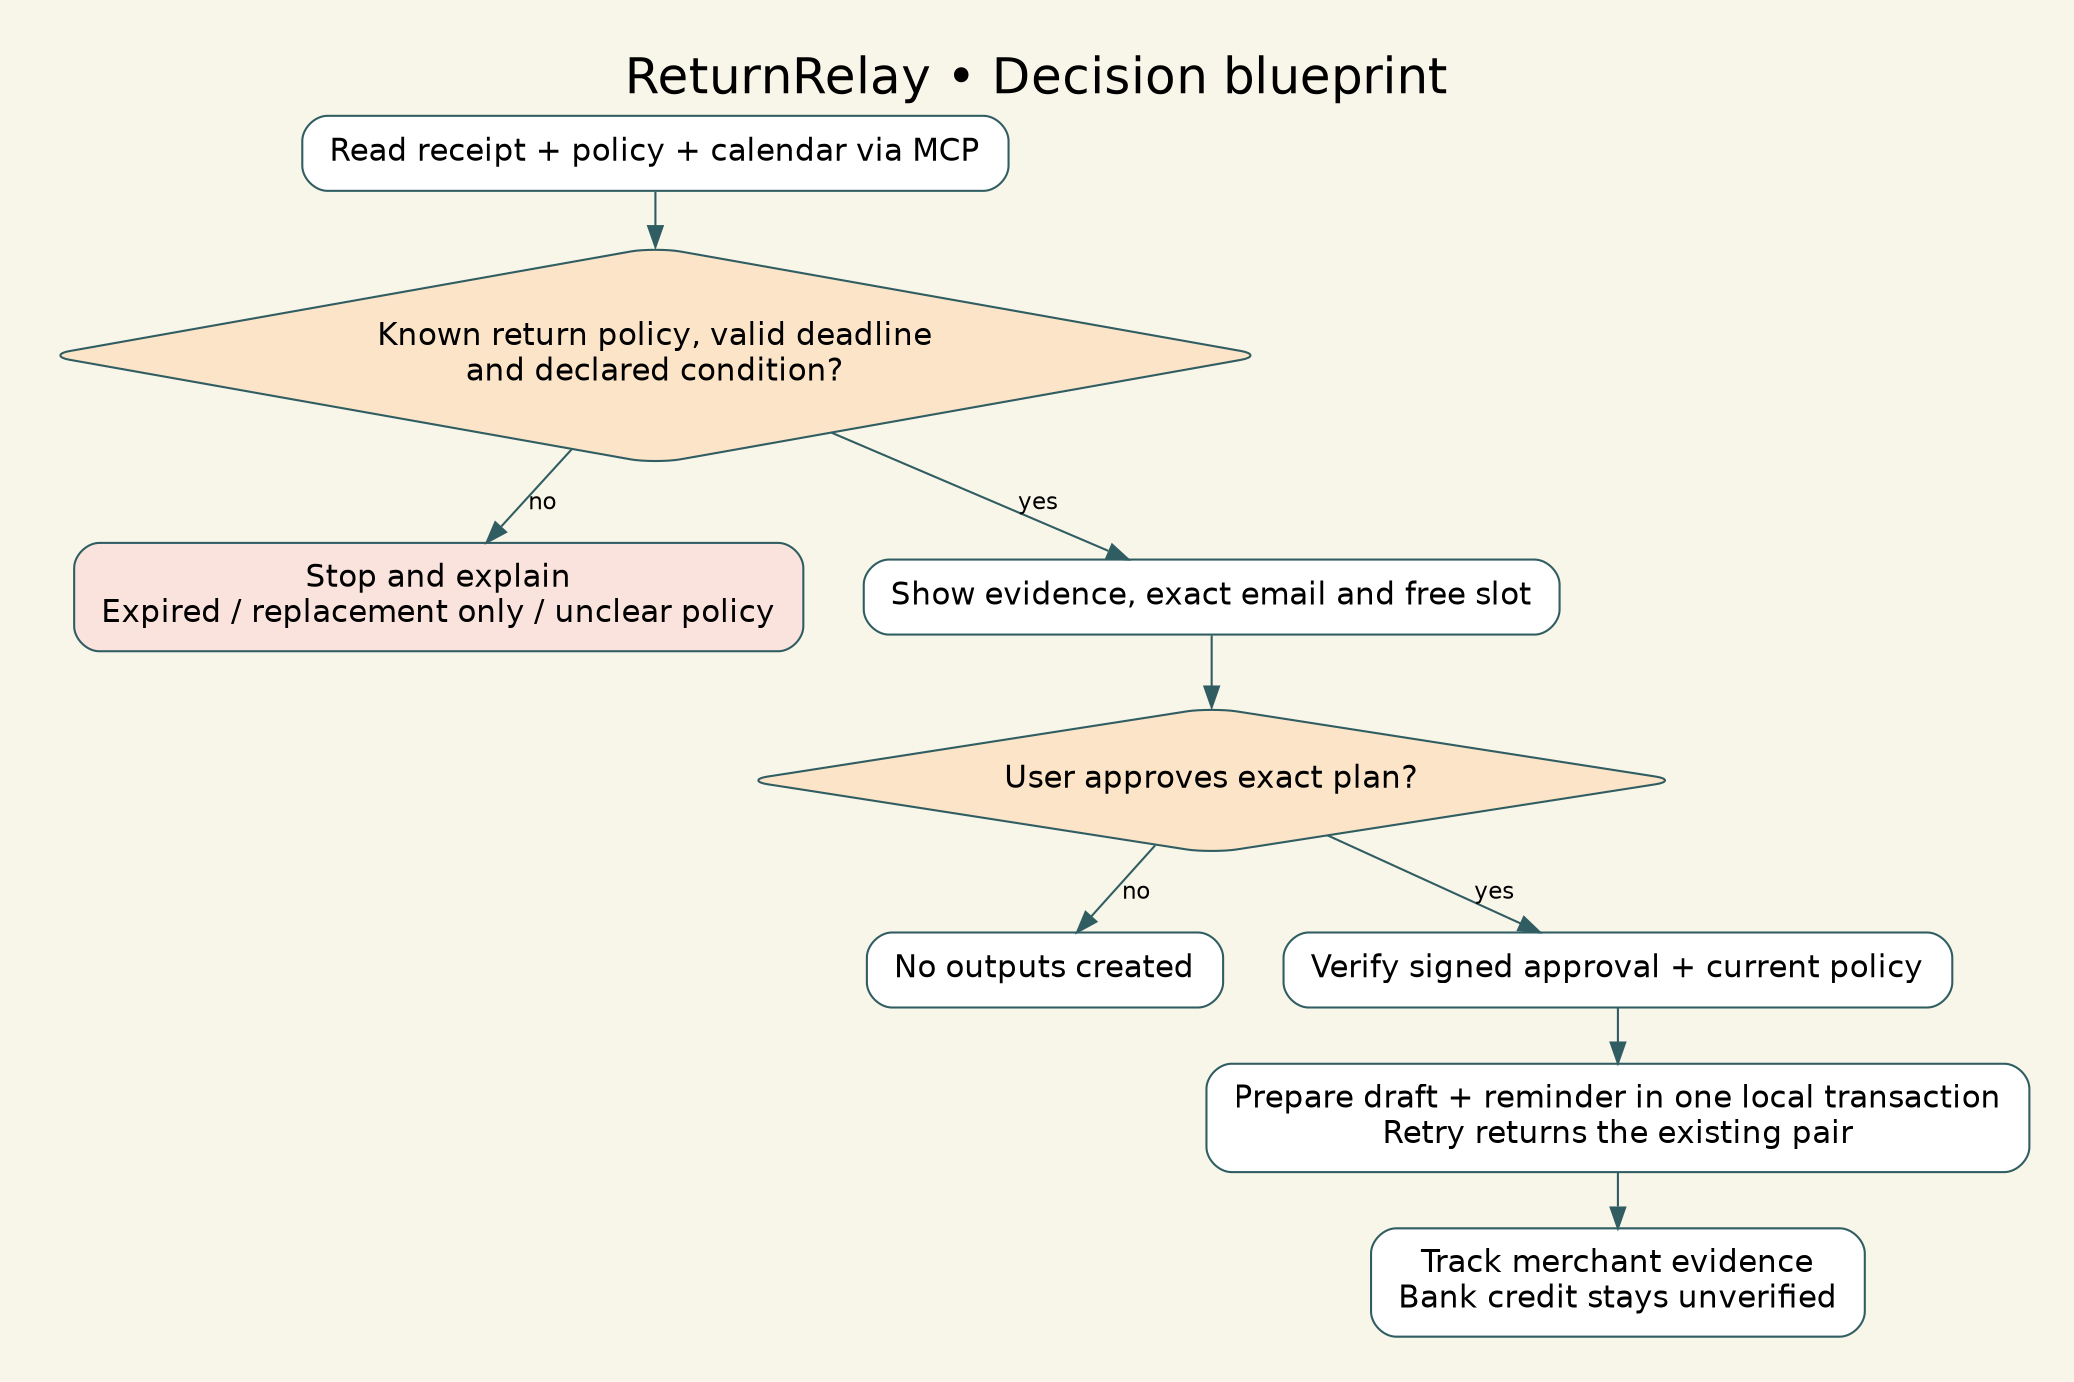 ReturnRelay • Decision blueprint
Read receipt + policy + calendar via MCP
Known return policy, valid deadline
and declared condition?
no
yes
Stop and explain
Expired / replacement only / unclear policy
Show evidence, exact email and free slot
User approves exact plan?
no
yes
No outputs created
Verify signed approval + current policy
Prepare draft + reminder in one local transaction
Retry returns the existing pair
Track merchant evidence
Bank credit stays unverified